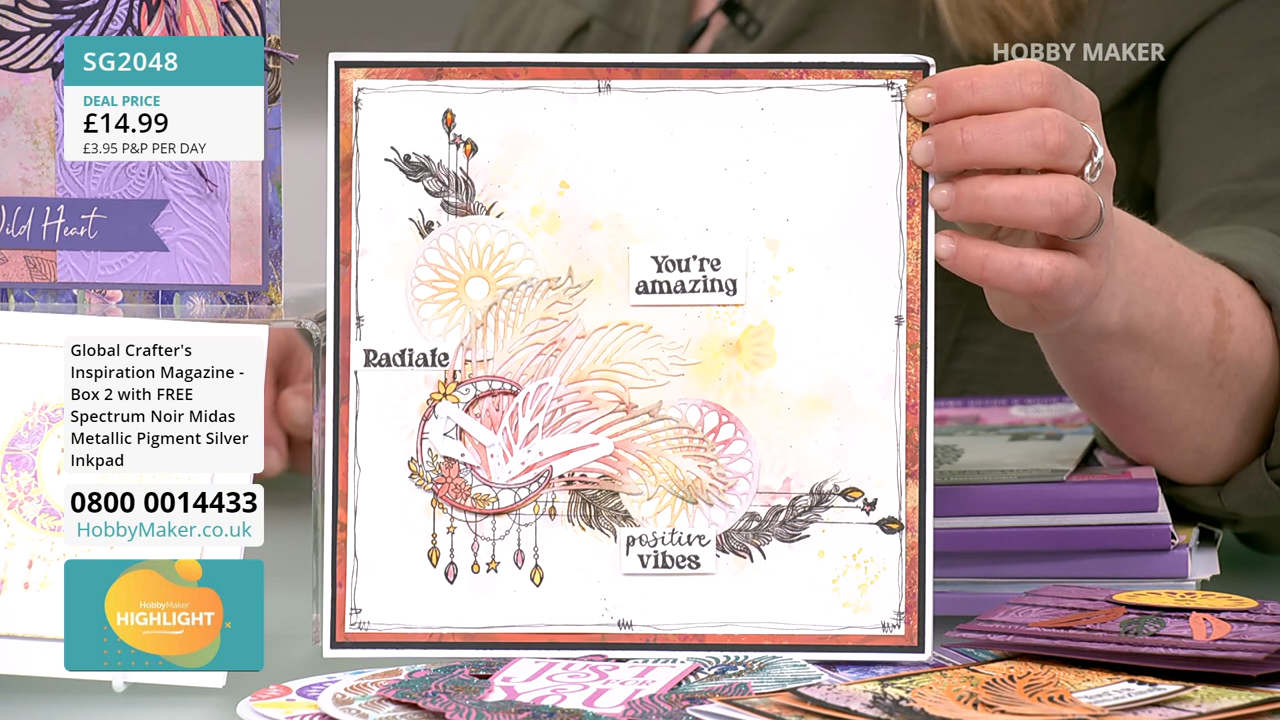 SG2048
DEAL PRICE
£14.99
£3.95 P&P PER DAY
HOBBY MAKER
Wild Heart
You're
amazing
Radiate
positive
vibes
Global Crafter's
Inspiration Magazine -
Box 2 with FREE
Spectrum Noir Midas
Metallic Pigment Silver
Inkpad
0800 0014433
HobbyMaker.co.uk
HobbyMaker
HIGHLIGHT
JUST
YOU